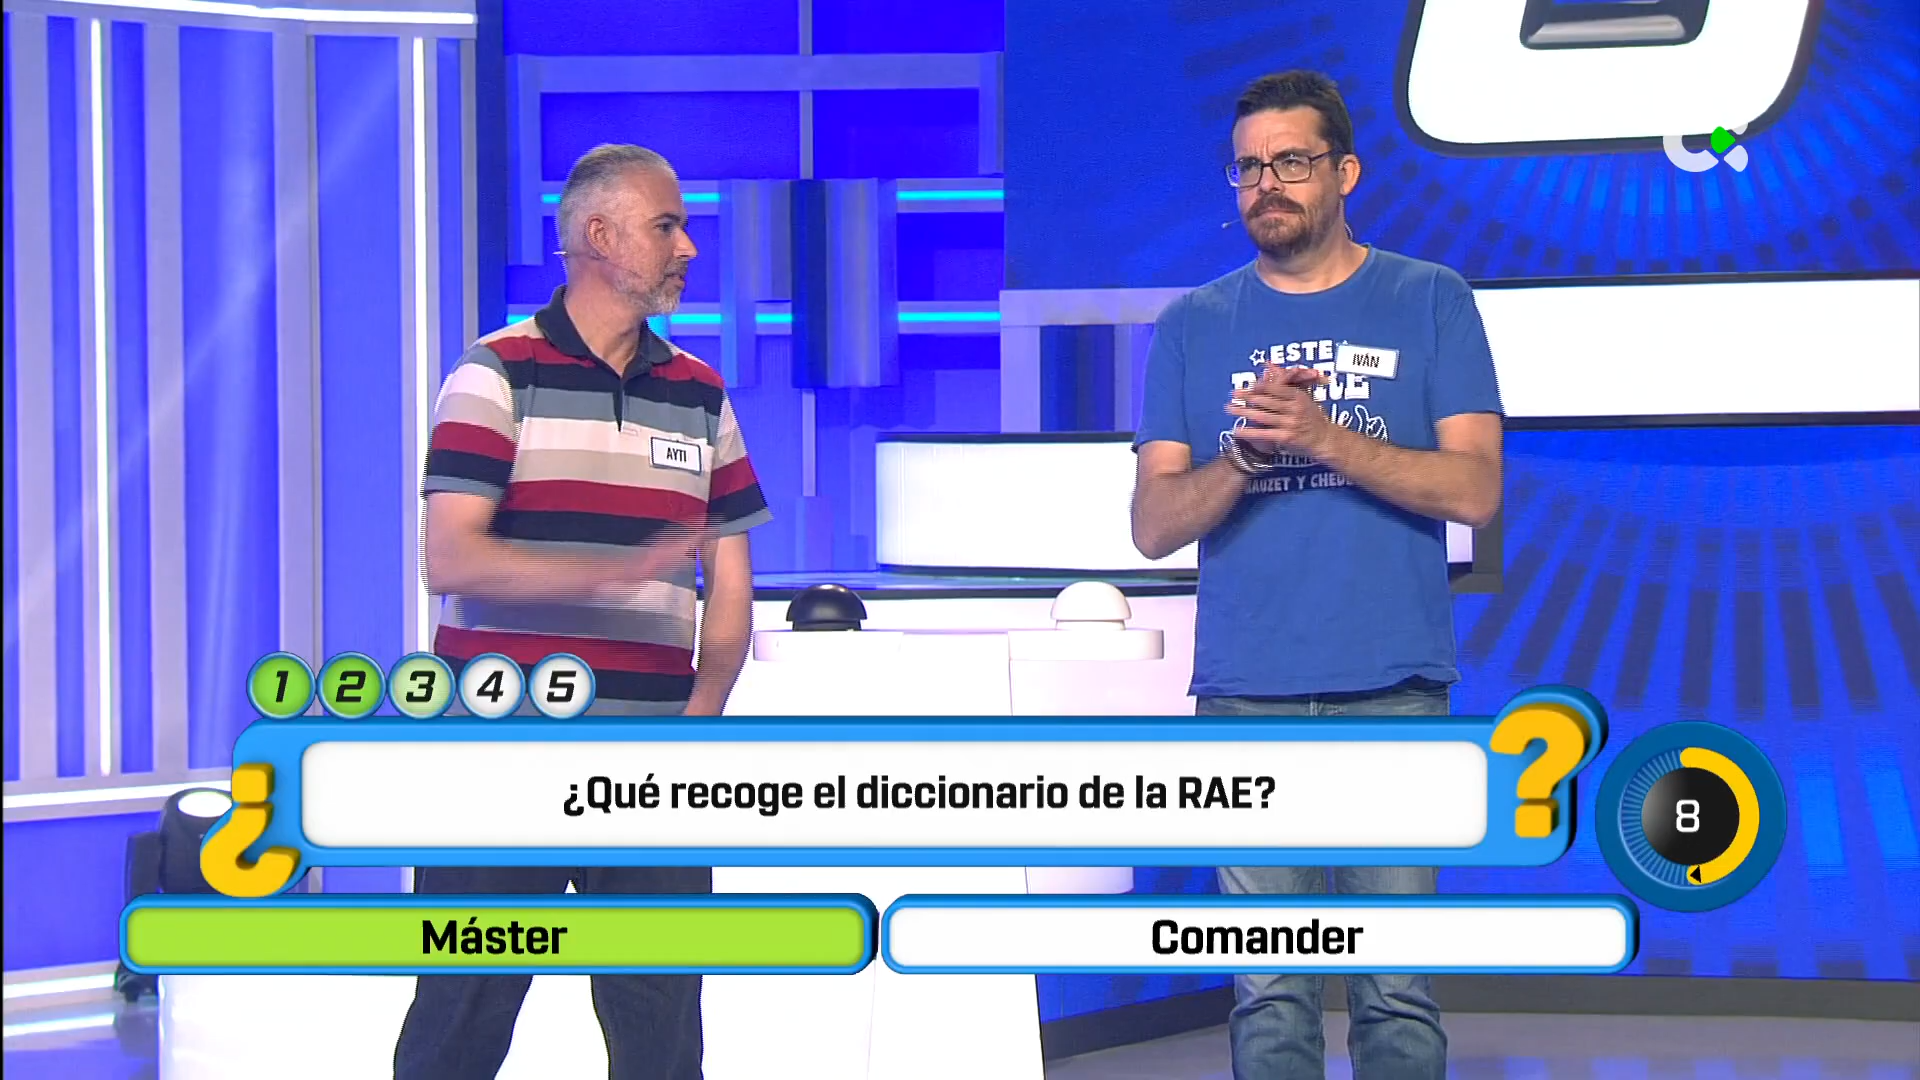 IVÁN
ESTE
AYTI
1 2 3 4 5
¿Qué recoge el diccionario de la RAE?
8
Máster
Comander